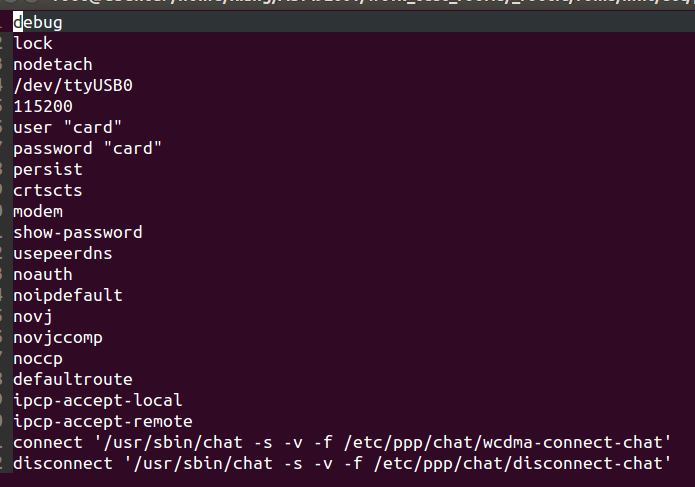 debug
lock
nodetach
/dev/ttyUSB0
115200
user "card"
password "card"
persist
crtscts
modem
show-password
usepeerdns
noauth
noipdefault
novj
novjccomp
noccp
defaultroute
ipcp-accept-local
ipcp-accept-remote
connect '/usr/sbin/chat -s -v -f /etc/ppp/chat/wcdma-connect-chat'
disconnect '/usr/sbin/chat -s -v -f /etc/ppp/chat/disconnect-chat'